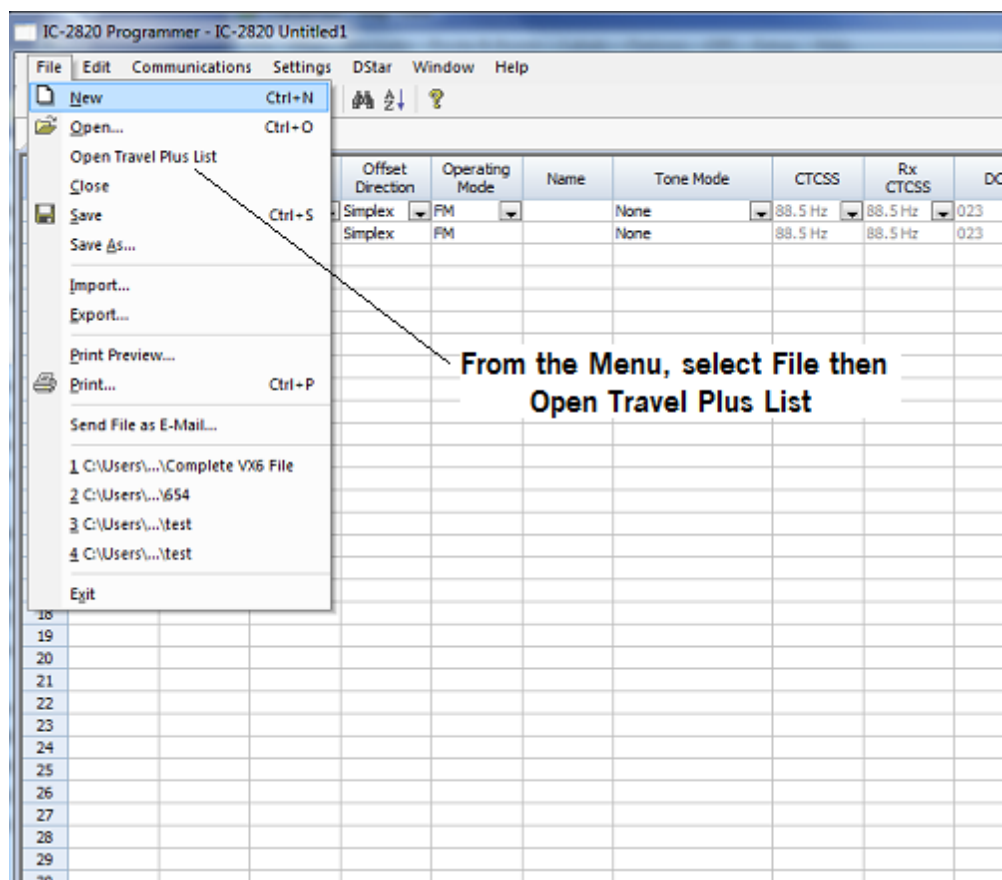 IC-2820 Programmer - IC-2820 Untitled1
File Edit Communications Settings DStar Window Help
New Ctrl+N
Open... Ctrl+O
Open Travel Plus List
Close
Save Ctrl+S
Save As...
Import...
Export...
Print Preview...
Print... Ctrl+P
Send File as E-Mail...
1 C:\Users\...\Complete VX6 File
2 C:\Users\...\654
3 C:\Users\...\test
4 C:\Users\...\test
Exit
Offset Direction Operating Mode Name Tone Mode CTCSS Rx CTCSS DC
Simplex FM None 88.5 Hz 88.5 Hz 023
Simplex FM None 88.5 Hz 88.5 Hz 023
From the Menu, select File then
Open Travel Plus List
18
19
20
21
22
23
24
25
26
27
28
29